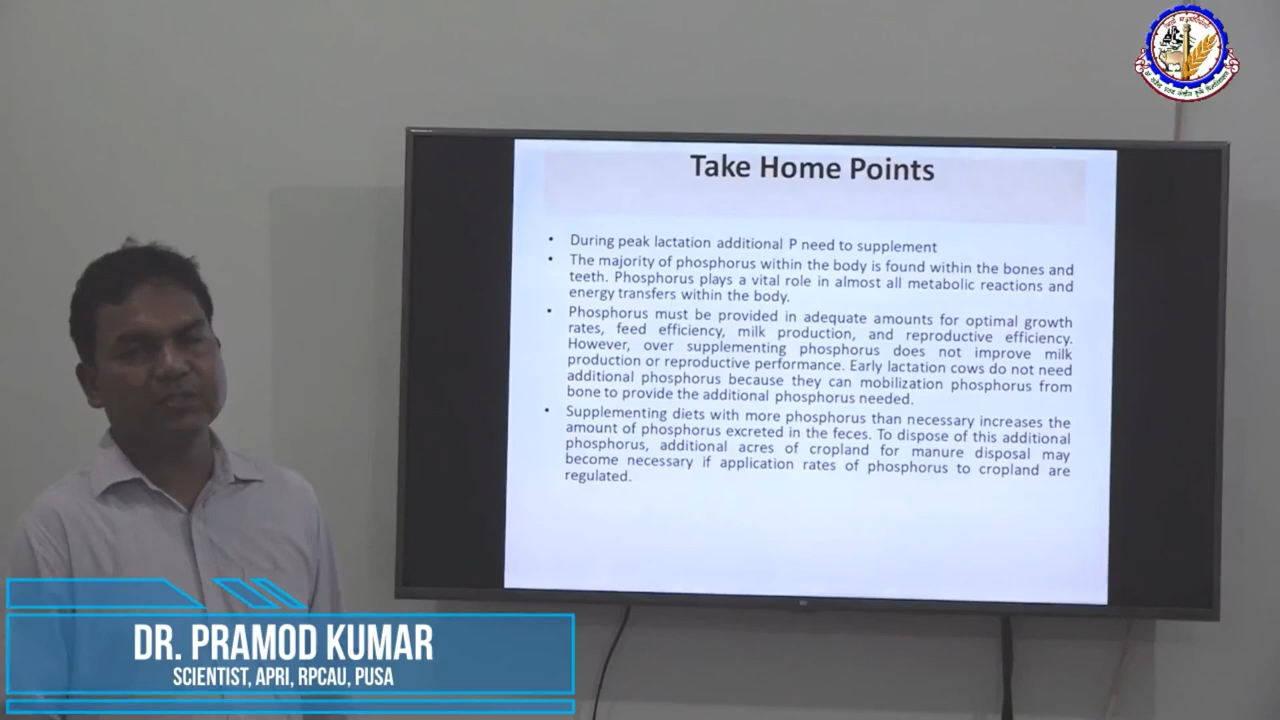 Take Home Points
• During peak lactation additional P need to supplement
• The majority of phosphorus within the body is found within the bones and
teeth. Phosphorus plays a vital role in almost all metabolic reactions and
energy transfers within the body.
• Phosphorus must be provided in adequate amounts for optimal growth
rates, feed efficiency, milk production, and reproductive efficiency.
However, over supplementing phosphorus does not improve milk
production or reproductive performance. Early lactation cows do not need
additional phosphorus because they can mobilization phosphorus from
bone to provide the additional phosphorus needed.
• Supplementing diets with more phosphorus than necessary increases the
amount of phosphorus excreted in the feces. To dispose of this additional
phosphorus, additional acres of cropland for manure disposal may
become necessary if application rates of phosphorus to cropland are
regulated.
DR. PRAMOD KUMAR
SCIENTIST, APRI, RPCAU, PUSA